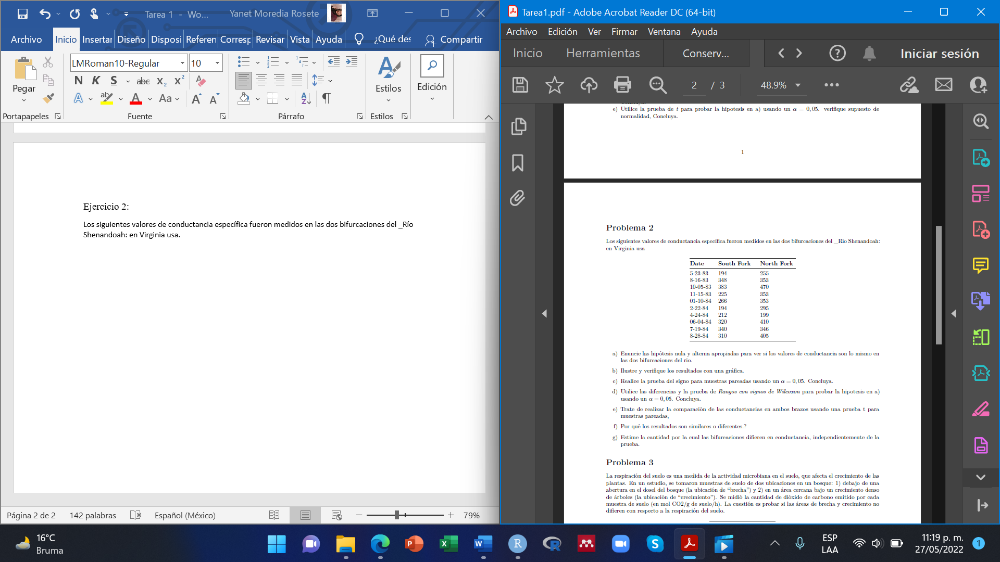 Tarea 1 - Wo...
Yanet Moredia Rosete
Archivo Inicio Insertar Diseño Disposi Referen Corresp Revisar Vista Ayuda ¿Qué des Compartir
Pegar
LMRoman10-Regular 10
N K S abc X₂ X²
A ab A Aa A A
Estilos
Edición
Portapapeles Fuente Párrafo Estilos
Ejercicio 2:
Los siguientes valores de conductancia específica fueron medidos en las dos bifurcaciones del _Río
Shenandoah: en Virginia usa.
Página 2 de 2 142 palabras Español (México) 79%
Tarea1.pdf - Adobe Acrobat Reader DC (64-bit)
Archivo Edición Ver Firmar Ventana Ayuda
Inicio Herramientas Conserv... Iniciar sesión
2 / 3 48.9%
e) Utilice la prueba de t para probar la hipotesis en a) usando un α = 0,05. verifique supuesto de
normalidad, Concluya.
1
Problema 2
Los siguientes valores de conductancia específica fueron medidos en las dos bifurcaciones del _Río Shenandoah:
en Virginia usa
Date South Fork North Fork
5-23-83 194 255
8-16-83 348 353
10-05-83 383 470
11-15-83 225 353
01-10-84 266 353
2-22-84 194 295
4-24-84 212 199
06-04-84 320 410
7-19-84 340 346
8-28-84 310 405
a) Enuncie las hipótesis nula y alterna apropiadas para ver si los valores de conductancia son lo mismo en
las dos bifurcaciones del rio.
b) Ilustre y verifique los resultados con una gráfica.
c) Realice la prueba del signo para muestras pareadas usando un α = 0,05. Concluya.
d) Utilice las diferencias y la prueba de Rangos con signos de Wilcoxon para probar la hipotesis en a)
usando un α = 0,05. Concluya.
e) Trate de realizar la comparación de las conductancias en ambos brazos usando una prueba t para
muestras pareadas,
f) Por qué los resultados son similares o diferentes.?
g) Estime la cantidad por la cual las bifurcaciones difieren en conductancia, independientemente de la
prueba.
Problema 3
La respiración del suelo es una medida de la actividad microbiana en el suelo, que afecta el crecimiento de las
plantas. En un estudio, se tomaron muestras de suelo de dos ubicaciones en un bosque: 1) debajo de una
abertura en el dosel del bosque (la ubicación de “brecha”) y 2) en un área cercana bajo un crecimiento denso
de árboles (la ubicación de “crecimiento”). Se midió la cantidad de dióxido de carbono emitido por cada
muestra de suelo (en mol CO2/g de suelo/h). La cuestión es probar si las áreas de brecha y crecimiento no
difieren con respecto a la respiración del suelo.
16°C
Bruma
ESP
LAA
11:19 p. m.
27/05/2022
1